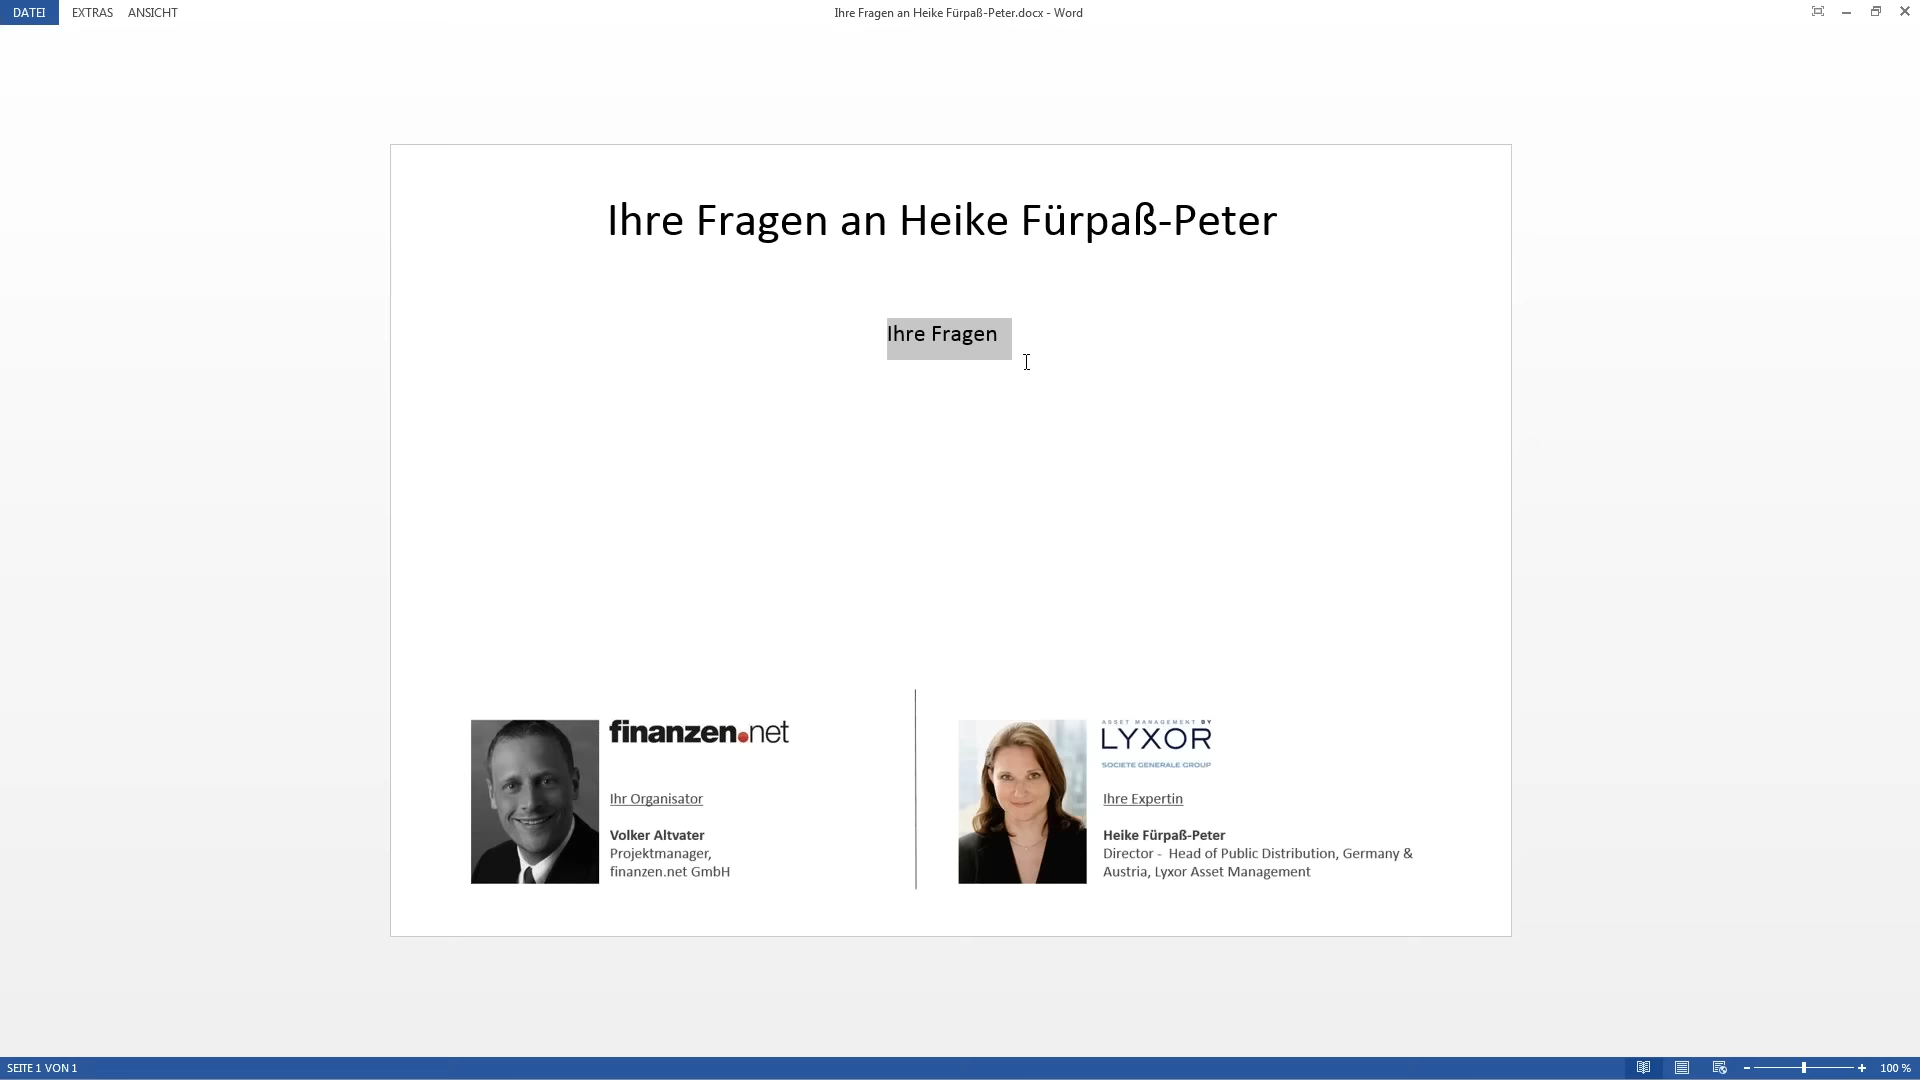 DATEI EXTRAS ANSICHT Ihre Fragen an Heike Fürpaß-Peter.docx - Word
Ihre Fragen an Heike Fürpaß-Peter
Ihre Fragen
finanzen.net
Ihr Organisator
Volker Altvater
Projektmanager,
finanzen.net GmbH
ASSET MANAGEMENT BY
LYXOR
SOCIETE GENERALE GROUP
Ihre Expertin
Heike Fürpaß-Peter
Director - Head of Public Distribution, Germany &
Austria, Lyxor Asset Management
SEITE 1 VON 1 100 %